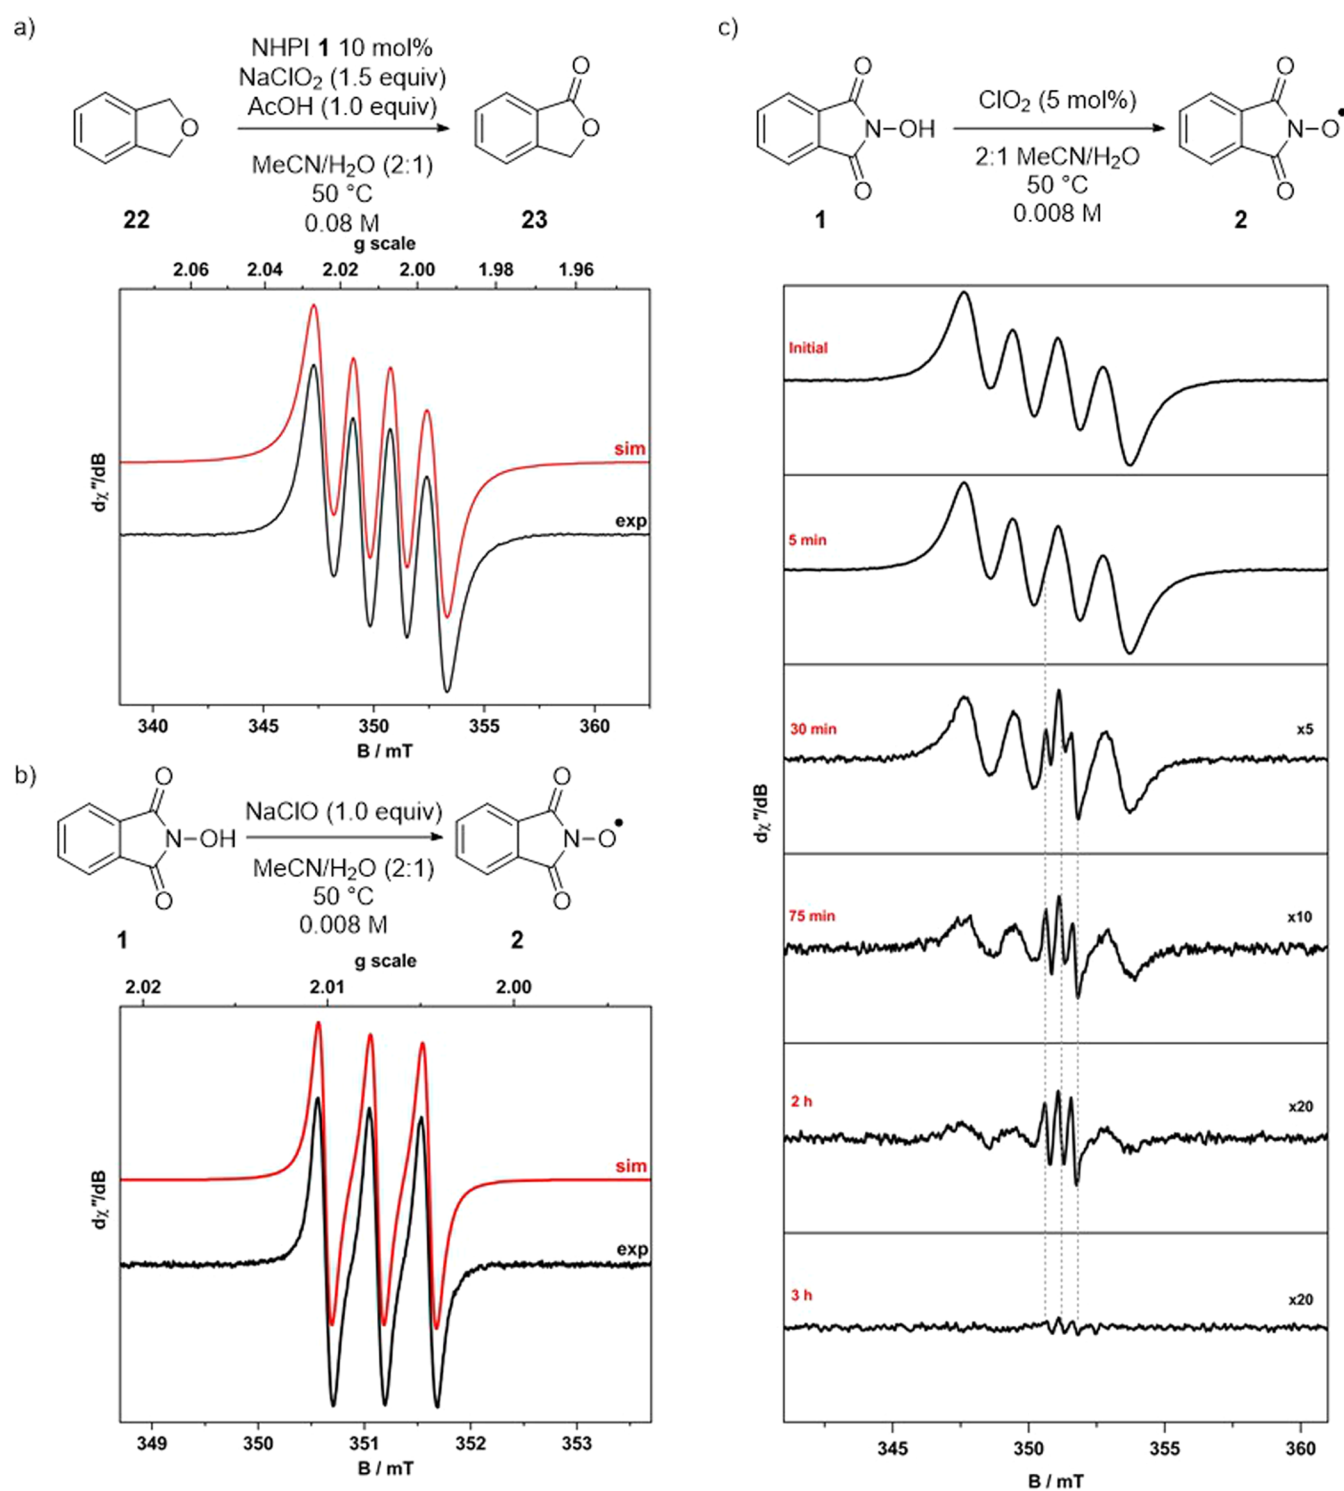 a)
NHPI 1 10 mol%
NaClO₂ (1.5 equiv)
AcOH (1.0 equiv)
MeCN/H₂O (2:1)
50 °C
0.08 M
O
O
O
22
23
g scale
2.06 2.04 2.02 2.00 1.98 1.96
sim
exp
dχ"/dB
340 345 350 355 360
B / mT
b)
O
N–OH
O
NaClO (1.0 equiv)
MeCN/H₂O (2:1)
50 °C
0.008 M
O
N–O•
O
1
2
g scale
2.02 2.01 2.00
sim
exp
dχ"/dB
349 350 351 352 353
B / mT
c)
O
N–OH
O
ClO₂ (5 mol%)
2:1 MeCN/H₂O
50 °C
0.008 M
O
N–O•
O
1
2
Initial
5 min
30 min x5
75 min x10
2 h x20
3 h x20
dχ"/dB
345 350 355 360
B / mT